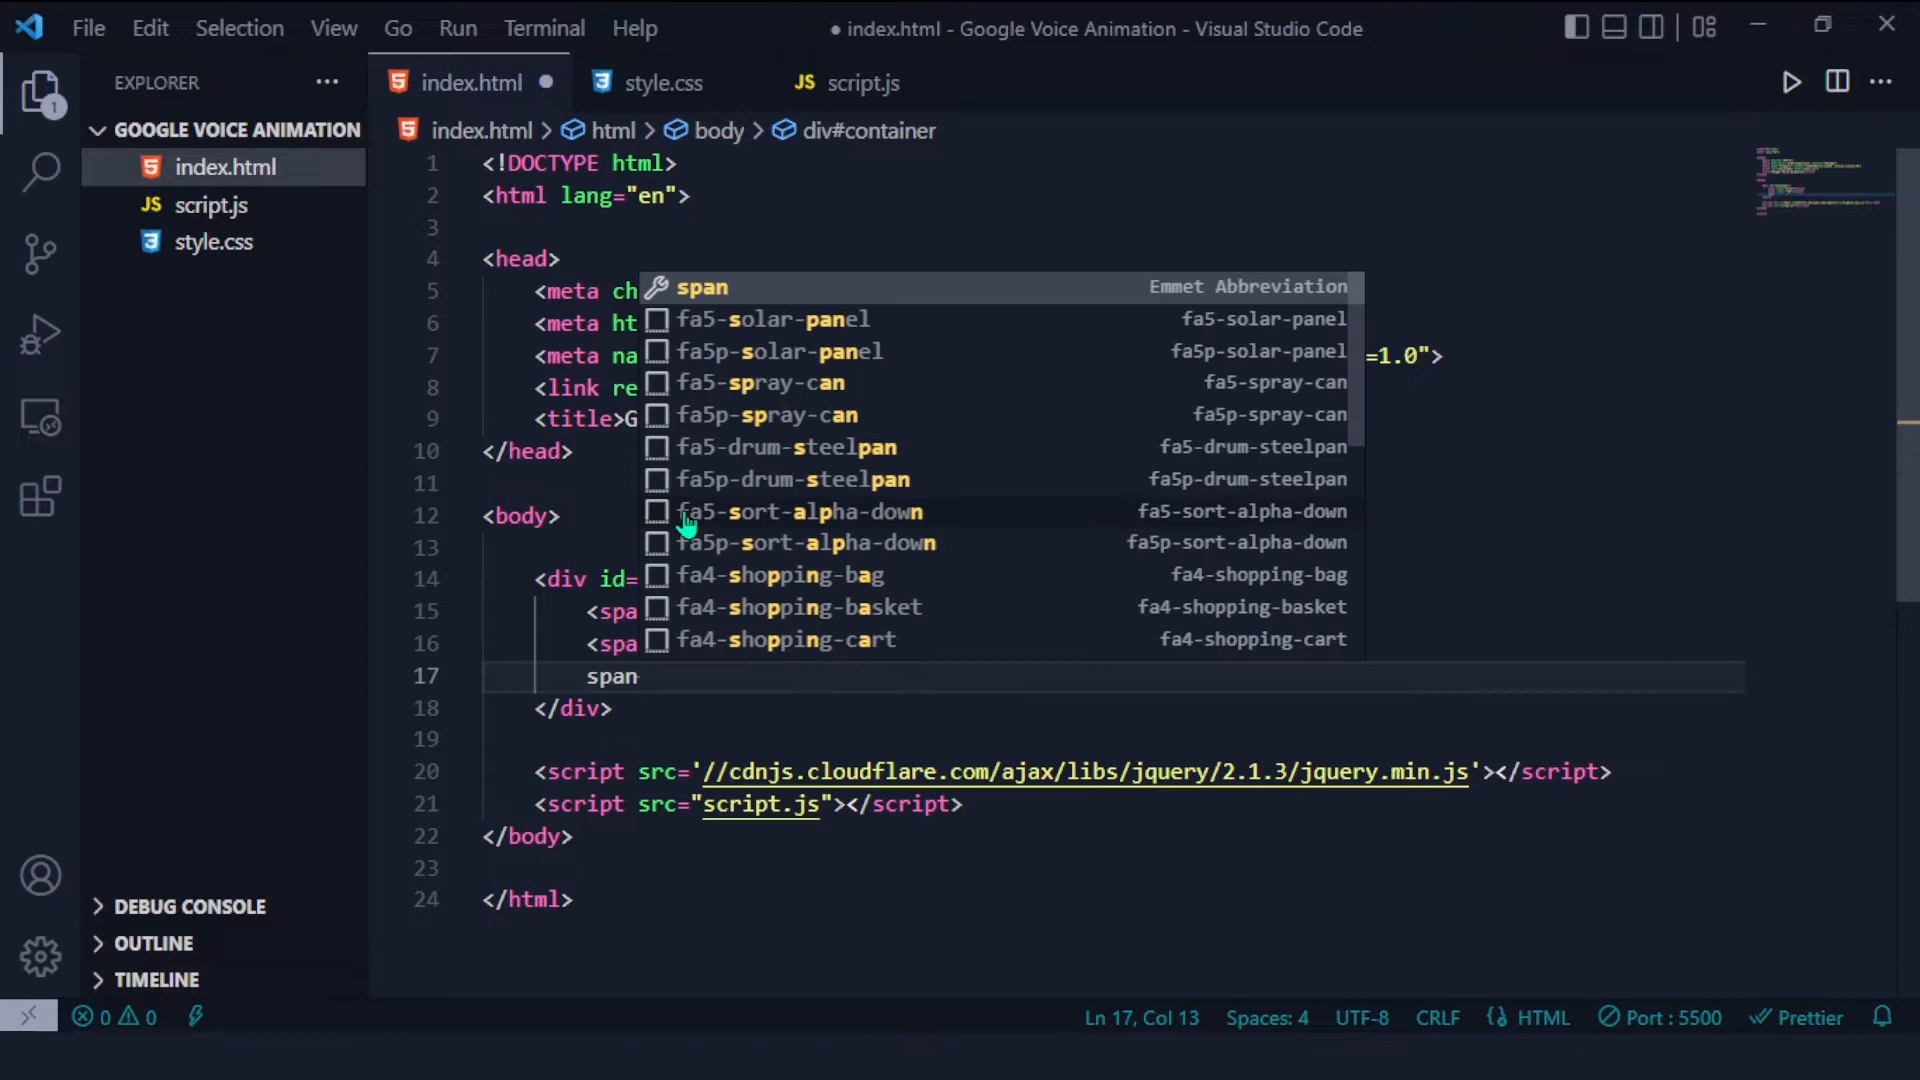 File Edit Selection View Go Run Terminal Help ● index.html - Google Voice Animation - Visual Studio Code
EXPLORER ···
index.html ●
style.css
JS script.js
1
GOOGLE VOICE ANIMATION
index.html
JS script.js
style.css
index.html > html > body > div#container
1 <!DOCTYPE html>
2 <html lang="en">
3
4 <head>
5 <meta ch
6 <meta ht
7 <meta na =1.0">
8 <link re
9 <title>G
10 </head>
11
12 <body>
13
14 <div id=
15 <spa
16 <spa
17 span
18 </div>
19
20 <script src='//cdnjs.cloudflare.com/ajax/libs/jquery/2.1.3/jquery.min.js'></script>
21 <script src="script.js"></script>
22 </body>
23
24 </html>
span Emmet Abbreviation
fa5-solar-panel fa5-solar-panel
fa5p-solar-panel fa5p-solar-panel
fa5-spray-can fa5-spray-can
fa5p-spray-can fa5p-spray-can
fa5-drum-steelpan fa5-drum-steelpan
fa5p-drum-steelpan fa5p-drum-steelpan
fa5-sort-alpha-down fa5-sort-alpha-down
fa5p-sort-alpha-down fa5p-sort-alpha-down
fa4-shopping-bag fa4-shopping-bag
fa4-shopping-basket fa4-shopping-basket
fa4-shopping-cart fa4-shopping-cart
DEBUG CONSOLE
OUTLINE
TIMELINE
0 0 Ln 17, Col 13 Spaces: 4 UTF-8 CRLF HTML Port : 5500 Prettier